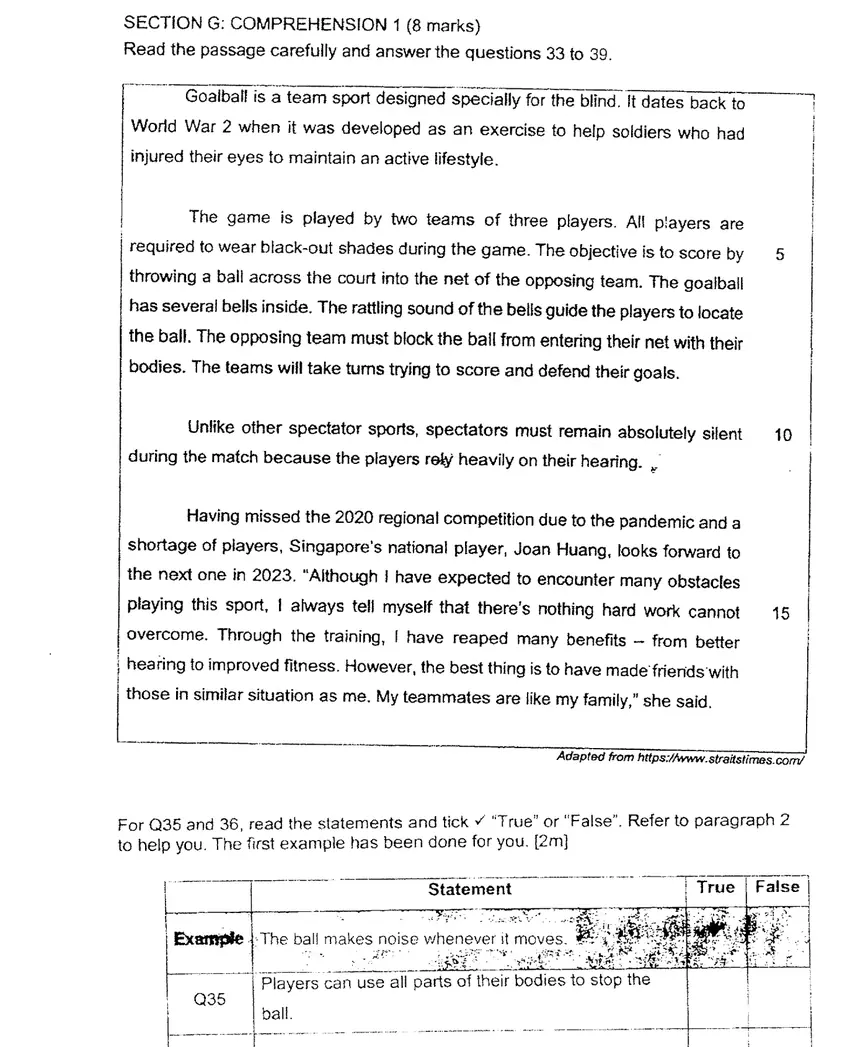 SECTION G: COMPREHENSION 1 (8 marks)
Read the passage carefully and answer the questions 33 to 39.
Goalball is a team sport designed specially for the blind. It dates back to
World War 2 when it was developed as an exercise to help soldiers who had
injured their eyes to maintain an active lifestyle.
The game is played by two teams of three players. All players are
required to wear black-out shades during the game. The objective is to score by 5
throwing a ball across the court into the net of the opposing team. The goalball
has several bells inside. The rattling sound of the bells guide the players to locate
the ball. The opposing team must block the ball from entering their net with their
bodies. The teams will take turns trying to score and defend their goals.
Unlike other spectator sports, spectators must remain absolutely silent 10
during the match because the players rely heavily on their hearing.
Having missed the 2020 regional competition due to the pandemic and a
shortage of players, Singapore's national player, Joan Huang, looks forward to
the next one in 2023. "Although I have expected to encounter many obstacles
playing this sport, I always tell myself that there's nothing hard work cannot 15
overcome. Through the training, I have reaped many benefits – from better
hearing to improved fitness. However, the best thing is to have made friends with
those in similar situation as me. My teammates are like my family," she said.
Adapted from https://www.straitstimes.com/
For Q35 and 36, read the statements and tick ✓ "True" or "False". Refer to paragraph 2
to help you. The first example has been done for you. [2m]
Statement True False
Example The ball makes noise whenever it moves.
Q35 Players can use all parts of their bodies to stop the
ball.